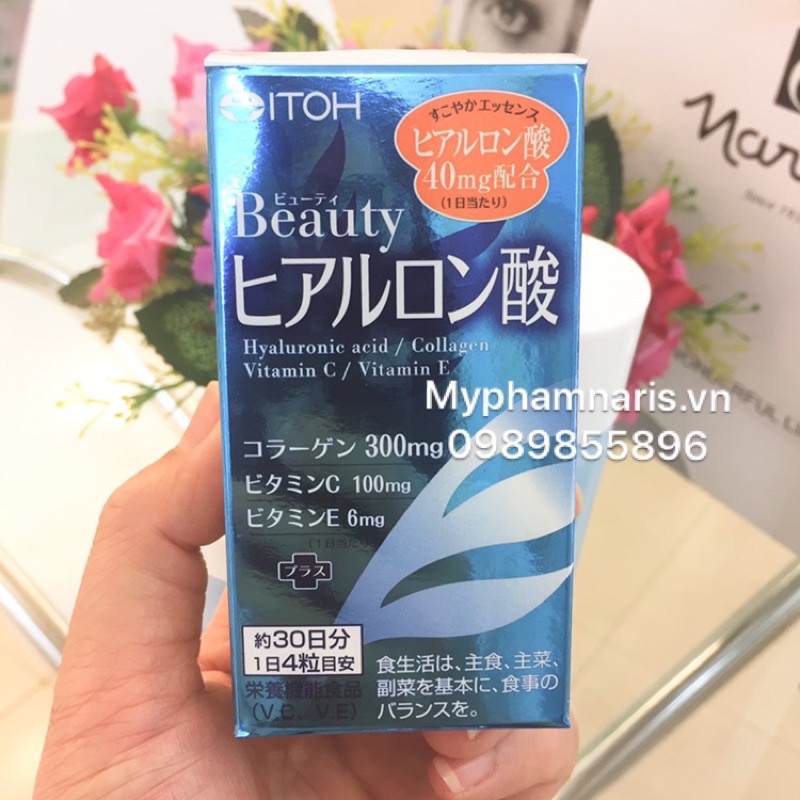 ITOH
すこやかエッセンス
ヒアルロン酸
40mg配合
(1日当たり)
ビューティ
Beauty
ヒアルロン酸
Hyaluronic acid / Collagen
Vitamin C / Vitamin E
Myphamnaris.vn
0989855896
コラーゲン 300mg
ビタミンC 100mg
ビタミンE 6mg
(1日当たり)
プラス
約30日分
1日4粒目安
栄養機能食品
(V.C、V.E)
食生活は、主食、主菜、
副菜を基本に、食事の
バランスを。